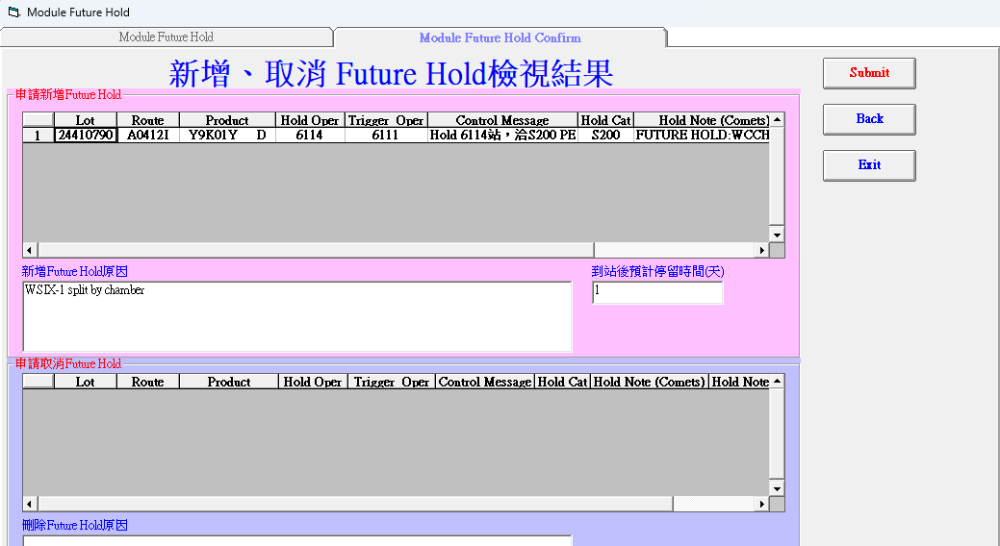 Module Future Hold
Module Future Hold
Module Future Hold Confirm
新增、取消 Future Hold檢視結果
Submit
Back
Exit
申請新增Future Hold
Lot Route Product Hold Oper Trigger_Oper Control Message Hold Cat Hold Note (Comets)
1 24410790 A0412I Y9K01Y D 6114 6111 Hold 6114站，洽S200 PE S200 FUTURE HOLD:WCCH
新增Future Hold原因
到站後預計停留時間(天)
WSIX-1 split by chamber
1
申請取消Future Hold
Lot Route Product Hold Oper Trigger_Oper Control Message Hold Cat Hold Note (Comets) Hold Note
刪除Future Hold原因